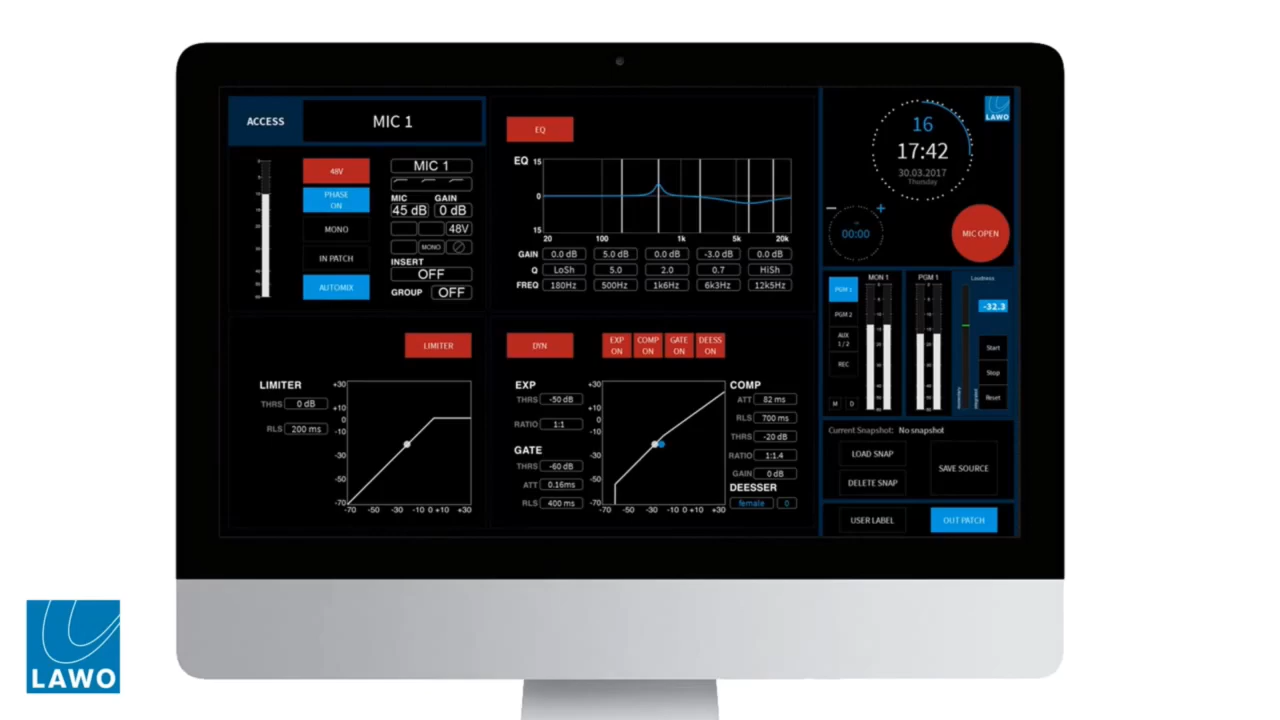 ACCESS
MIC 1
48V
PHASE
ON
MONO
IN PATCH
AUTOMIX
MIC 1
MIC GAIN
45 dB 0 dB
48V
MONO
INSERT
OFF
GROUP OFF
EQ
EQ 15
0
15
20 100 1k 5k 20k
GAIN 0.0 dB 5.0 dB 0.0 dB -3.0 dB 0.0 dB
Q LoSh 5.0 2.0 0.7 HiSh
FREQ 180Hz 500Hz 1k6Hz 6k3Hz 12k5Hz
LIMITER
LIMITER
THRS 0 dB
RLS 200 ms
+30
+10
0
-10
-30
-50
-70
-70 -50 -30 -10 0 +10 +30
DYN
EXP
ON
COMP
ON
GATE
ON
DEESS
ON
EXP
THRS -50 dB
RATIO 1:1
GATE
THRS -60 dB
ATT 0.16ms
RLS 400 ms
+30
+10
0
-10
-30
-50
-70
-70 -50 -30 -10 0 +10 +30
COMP
ATT 82 ms
RLS 700 ms
THRS -20 dB
RATIO 1:1.4
GAIN 0 dB
DEESSER
female 0
LAWO
16
17:42
30.03.2017
Thursday
− +
00:00
MIC OPEN
PGM 1
PGM 2
AUX
1 / 2
REC
M D
MON 1
PGM 1
Loudness
-32.3
Start
Stop
Reset
momentary
integrated
Current Snapshot: No snapshot
LOAD SNAP
DELETE SNAP
SAVE SOURCE
USER LABEL
OUT PATCH
LAWO